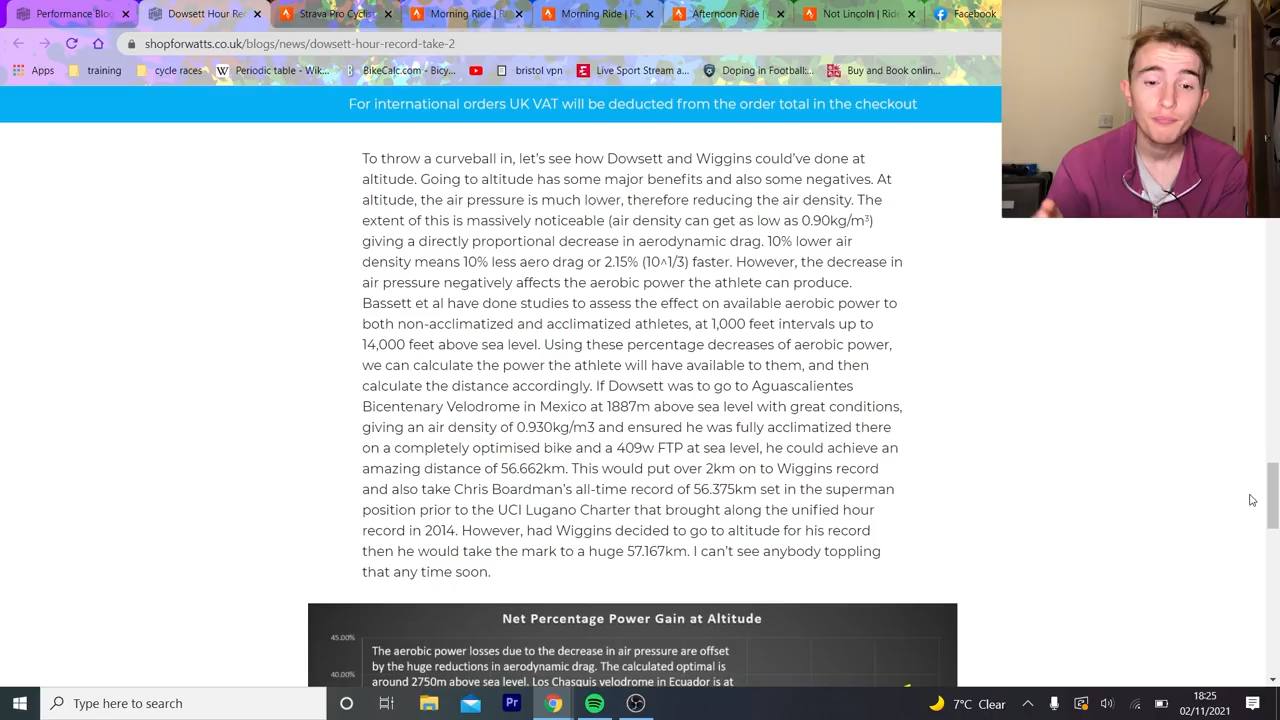 Performance Blog
Dowsett Hour Re
Strava Pro Cyclist
Morning Ride | R
Morning Ride | R
Afternoon Ride |
Not Lincoln | Ride
Facebook
shopforwatts.co.uk/blogs/news/dowsett-hour-record-take-2
Apps
training
cycle races
Periodic table - Wik...
BikeCalc.com - Bicy...
bristol vpn
Live Sport Stream a...
Doping in Football:...
Buy and Book onlin...
For international orders UK VAT will be deducted from the order total in the checkout
To throw a curveball in, let's see how Dowsett and Wiggins could've done at
altitude. Going to altitude has some major benefits and also some negatives. At
altitude, the air pressure is much lower, therefore reducing the air density. The
extent of this is massively noticeable (air density can get as low as 0.90kg/m³)
giving a directly proportional decrease in aerodynamic drag. 10% lower air
density means 10% less aero drag or 2.15% (10^1/3) faster. However, the decrease in
air pressure negatively affects the aerobic power the athlete can produce.
Bassett et al have done studies to assess the effect on available aerobic power to
both non-acclimatized and acclimatized athletes, at 1,000 feet intervals up to
14,000 feet above sea level. Using these percentage decreases of aerobic power,
we can calculate the power the athlete will have available to them, and then
calculate the distance accordingly. If Dowsett was to go to Aguascalientes
Bicentenary Velodrome in Mexico at 1887m above sea level with great conditions,
giving an air density of 0.930kg/m3 and ensured he was fully acclimatized there
on a completely optimised bike and a 409w FTP at sea level, he could achieve an
amazing distance of 56.662km. This would put over 2km on to Wiggins record
and also take Chris Boardman's all-time record of 56.375km set in the superman
position prior to the UCI Lugano Charter that brought along the unified hour
record in 2014. However, had Wiggins decided to go to altitude for his record
then he would take the mark to a huge 57.167km. I can't see anybody toppling
that any time soon.
Net Percentage Power Gain at Altitude
45.00%
The aerobic power losses due to the decrease in air pressure are offset
by the huge reductions in aerodynamic drag. The calculated optimal is
40.00%
around 2750m above sea level. Los Chasquis velodrome in Ecuador is at
Type here to search
Pr
7°C Clear
18:25
02/11/2021